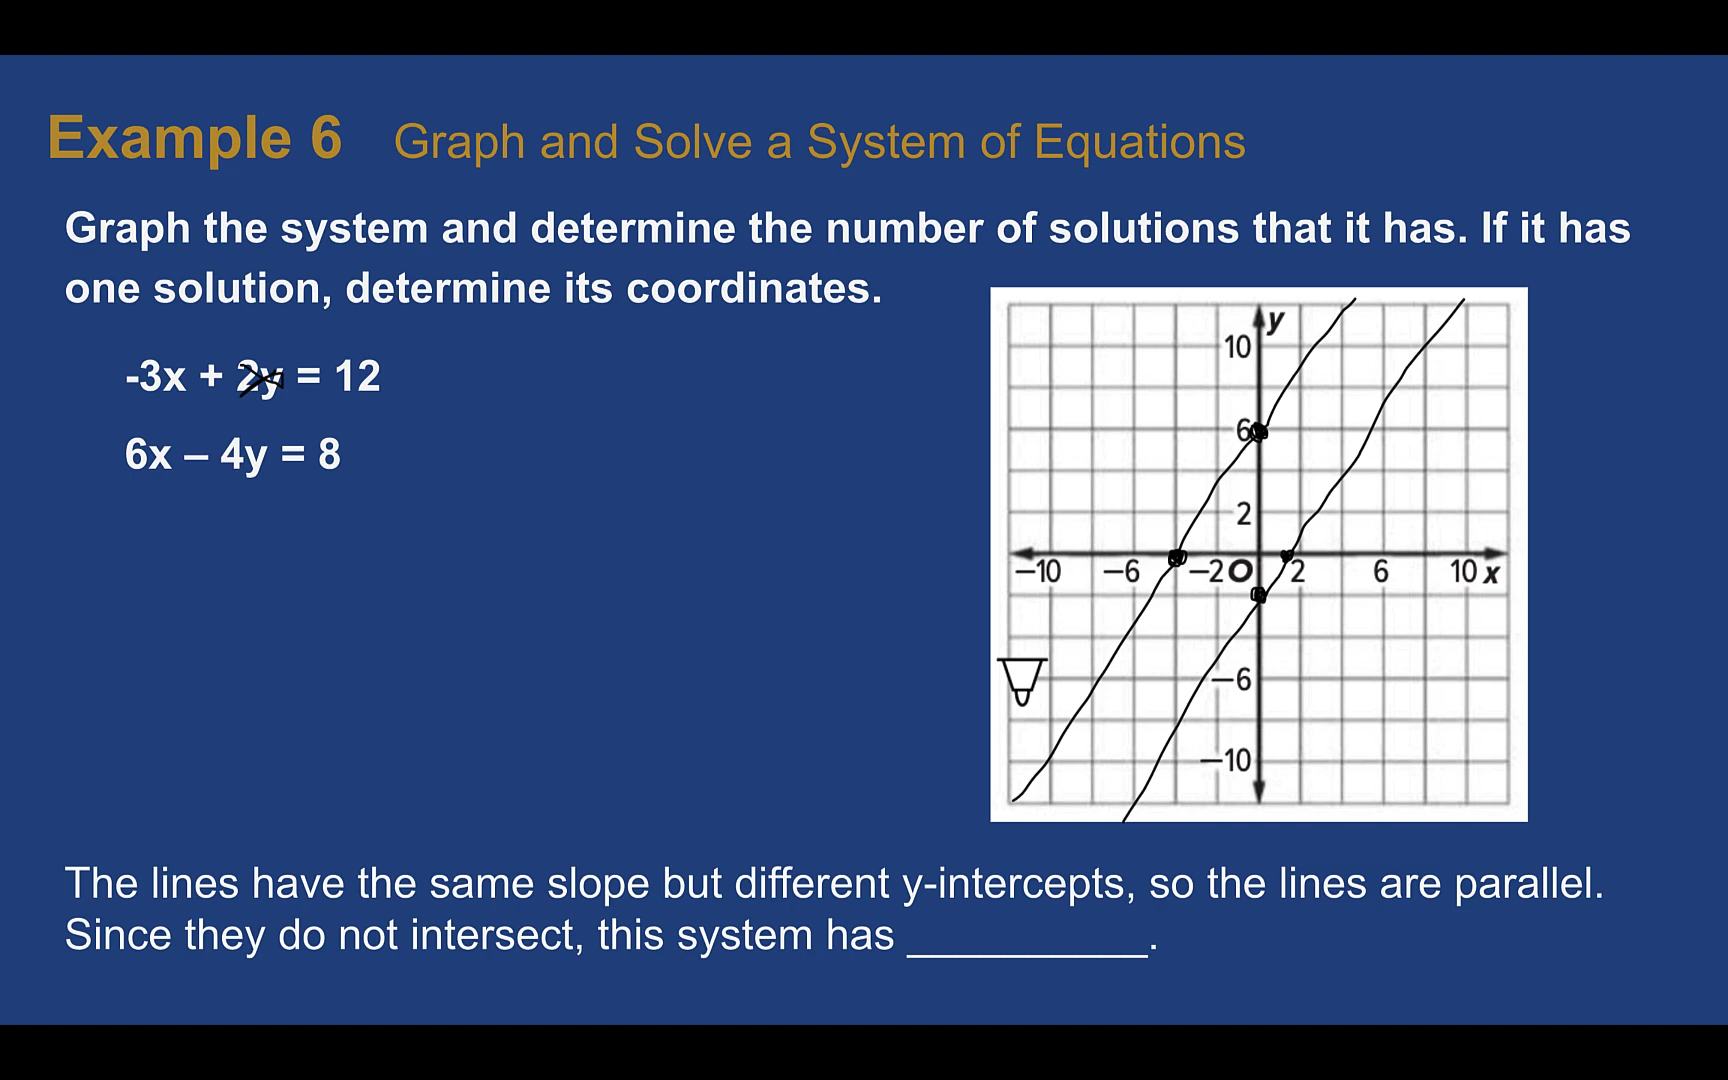 Example 6 Graph and Solve a System of Equations
Graph the system and determine the number of solutions that it has. If it has
one solution, determine its coordinates.
-3x + 2y = 12
6x – 4y = 8
y
10
6
2
−10 −6 −2 O 2 6 10 x
−6
−10
The lines have the same slope but different y-intercepts, so the lines are parallel.
Since they do not intersect, this system has __________.